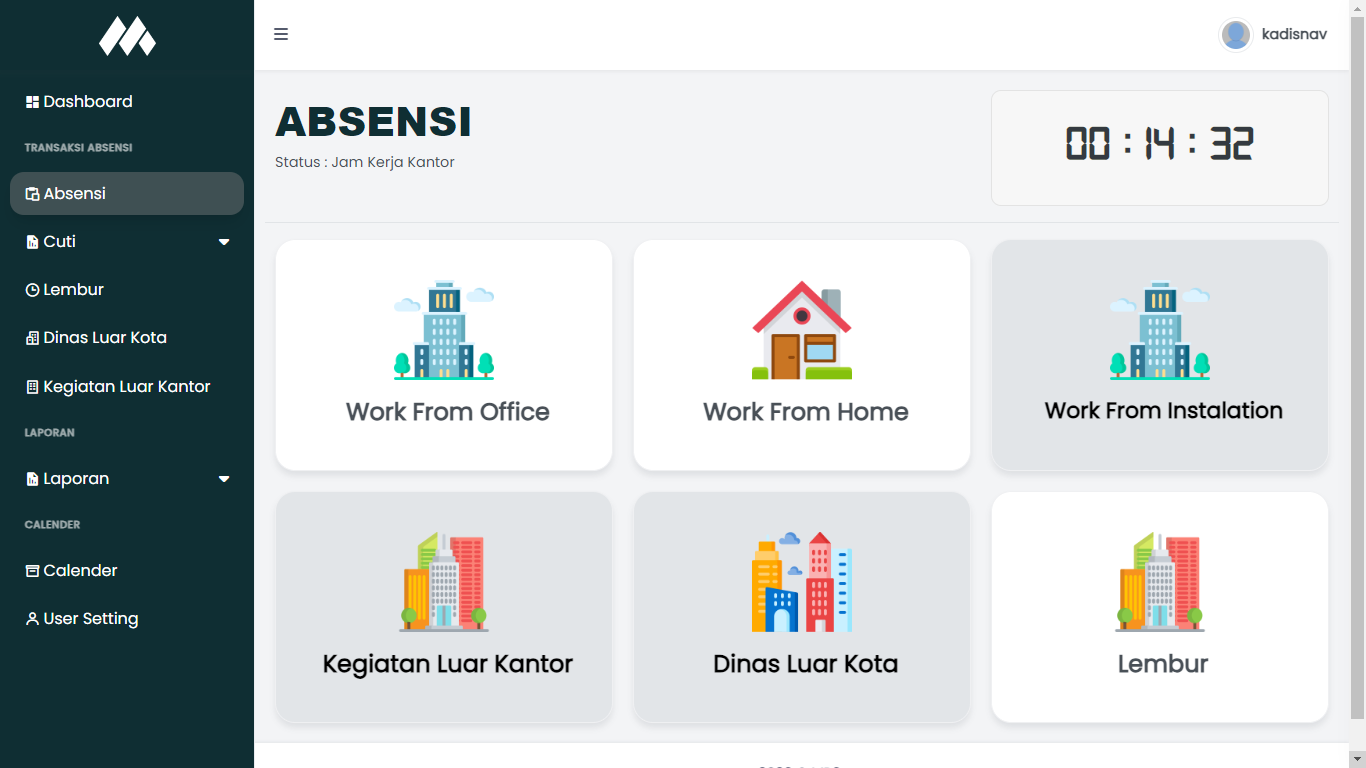 kadisnav
Dashboard
TRANSAKSI ABSENSI
Absensi
Cuti
Lembur
Dinas Luar Kota
Kegiatan Luar Kantor
LAPORAN
Laporan
CALENDER
Calender
User Setting
ABSENSI
Status : Jam Kerja Kantor
00 : 14 : 32
Work From Office
Work From Home
Work From Instalation
Kegiatan Luar Kantor
Dinas Luar Kota
Lembur